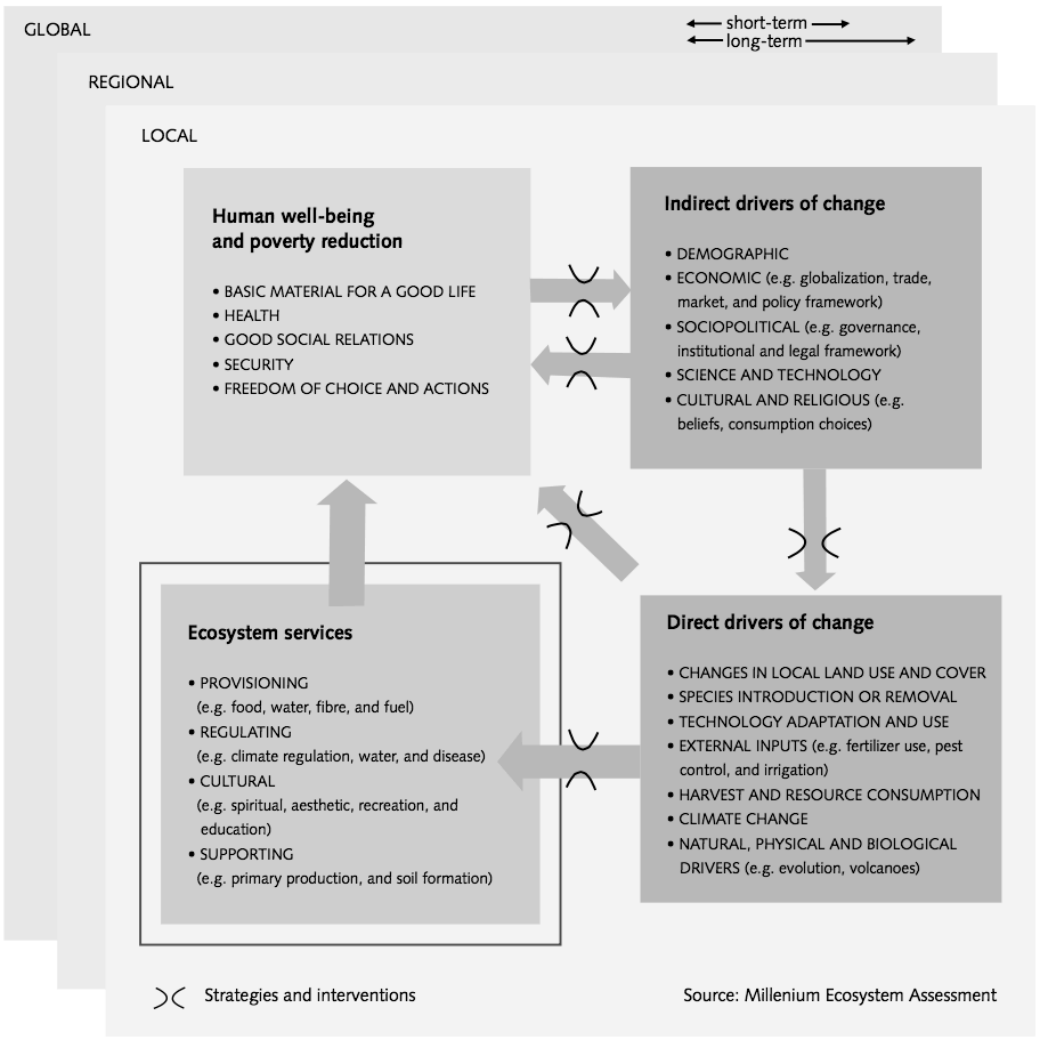 GLOBAL
short-term
long-term
REGIONAL
LOCAL
Human well-being
and poverty reduction
• BASIC MATERIAL FOR A GOOD LIFE
• HEALTH
• GOOD SOCIAL RELATIONS
• SECURITY
• FREEDOM OF CHOICE AND ACTIONS
Indirect drivers of change
• DEMOGRAPHIC
• ECONOMIC (e.g. globalization, trade,
market, and policy framework)
• SOCIOPOLITICAL (e.g. governance,
institutional and legal framework)
• SCIENCE AND TECHNOLOGY
• CULTURAL AND RELIGIOUS (e.g.
beliefs, consumption choices)
Ecosystem services
• PROVISIONING
(e.g. food, water, fibre, and fuel)
• REGULATING
(e.g. climate regulation, water, and disease)
• CULTURAL
(e.g. spiritual, aesthetic, recreation, and
education)
• SUPPORTING
(e.g. primary production, and soil formation)
Direct drivers of change
• CHANGES IN LOCAL LAND USE AND COVER
• SPECIES INTRODUCTION OR REMOVAL
• TECHNOLOGY ADAPTATION AND USE
• EXTERNAL INPUTS (e.g. fertilizer use, pest
control, and irrigation)
• HARVEST AND RESOURCE CONSUMPTION
• CLIMATE CHANGE
• NATURAL, PHYSICAL AND BIOLOGICAL
DRIVERS (e.g. evolution, volcanoes)
Strategies and interventions
Source: Millenium Ecosystem Assessment